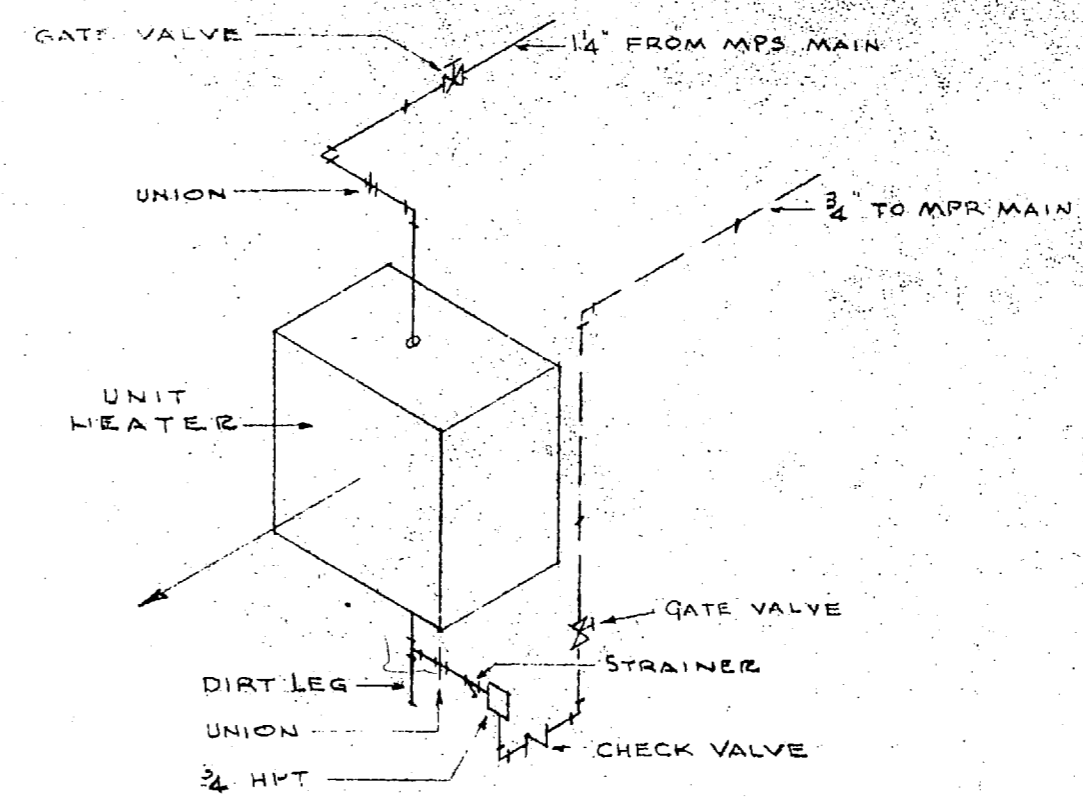 GATE VALVE
1¼" FROM MPS MAIN
UNION
¾" TO MPR MAIN
UNIT
HEATER
GATE VALVE
STRAINER
DIRT LEG
UNION
CHECK VALVE
¾ HPT